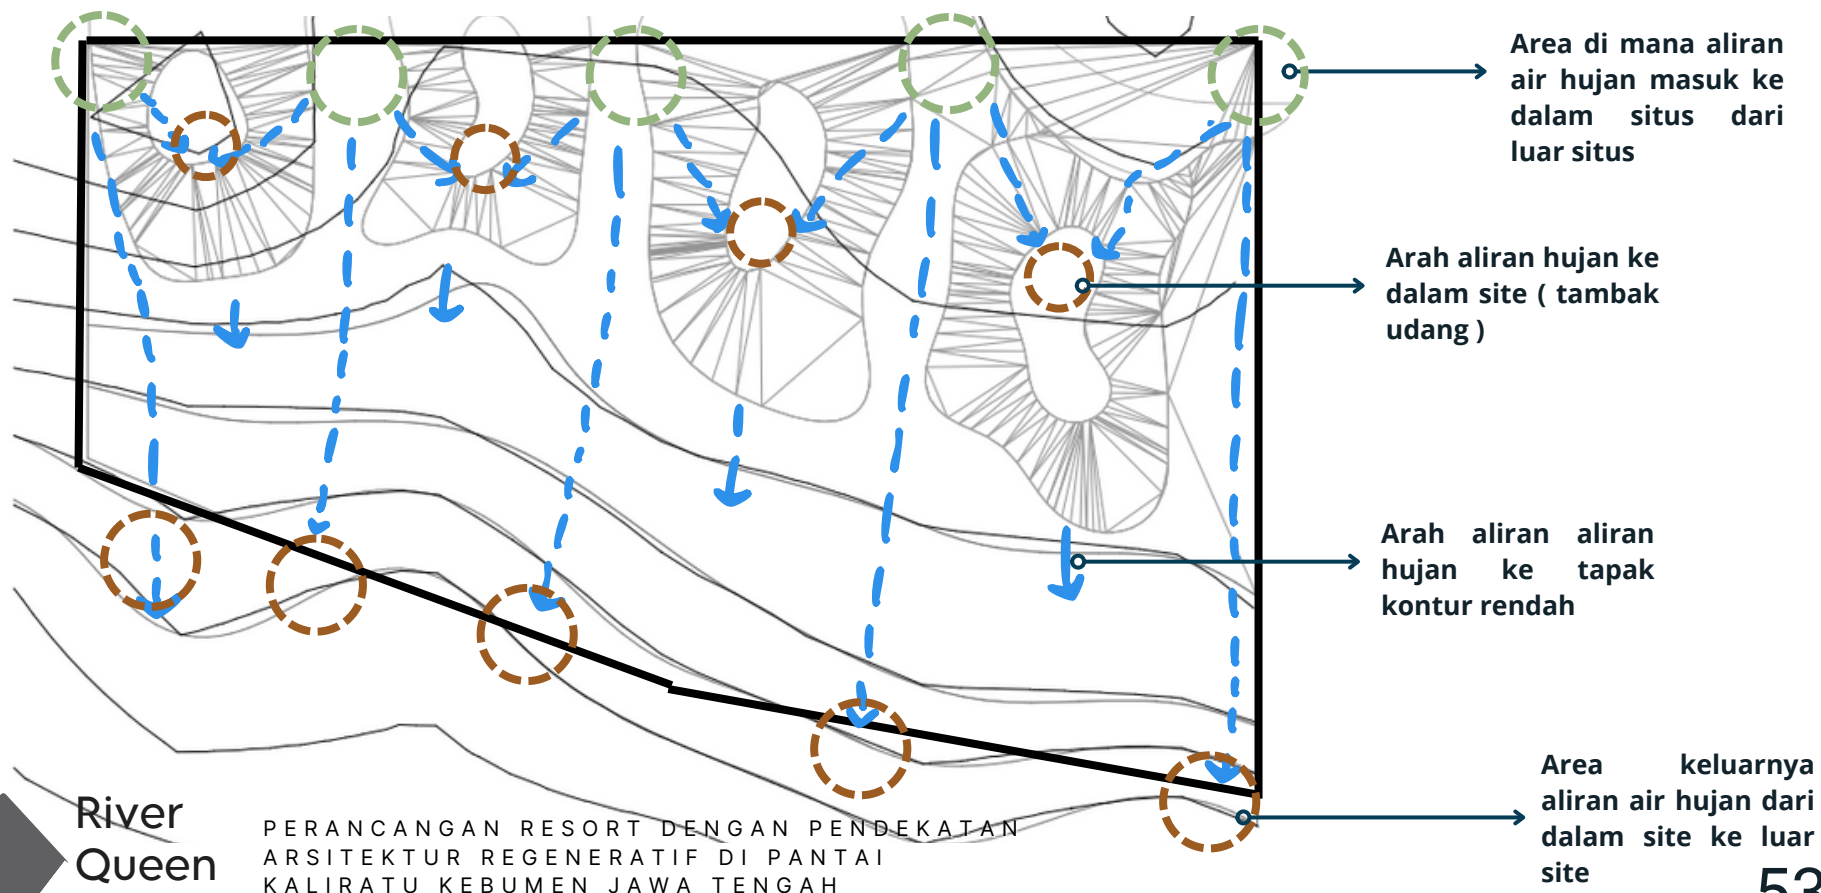 Area di mana aliran
air hujan masuk ke
dalam situs dari
luar situs
Arah aliran hujan ke
dalam site ( tambak
udang )
Arah aliran aliran
hujan ke tapak
kontur rendah
Area keluarnya
aliran air hujan dari
dalam site ke luar
site
River
Queen
PERANCANGAN RESORT DENGAN PENDEKATAN
ARSITEKTUR REGENERATIF DI PANTAI
KALIRATU KEBUMEN JAWA TENGAH
53